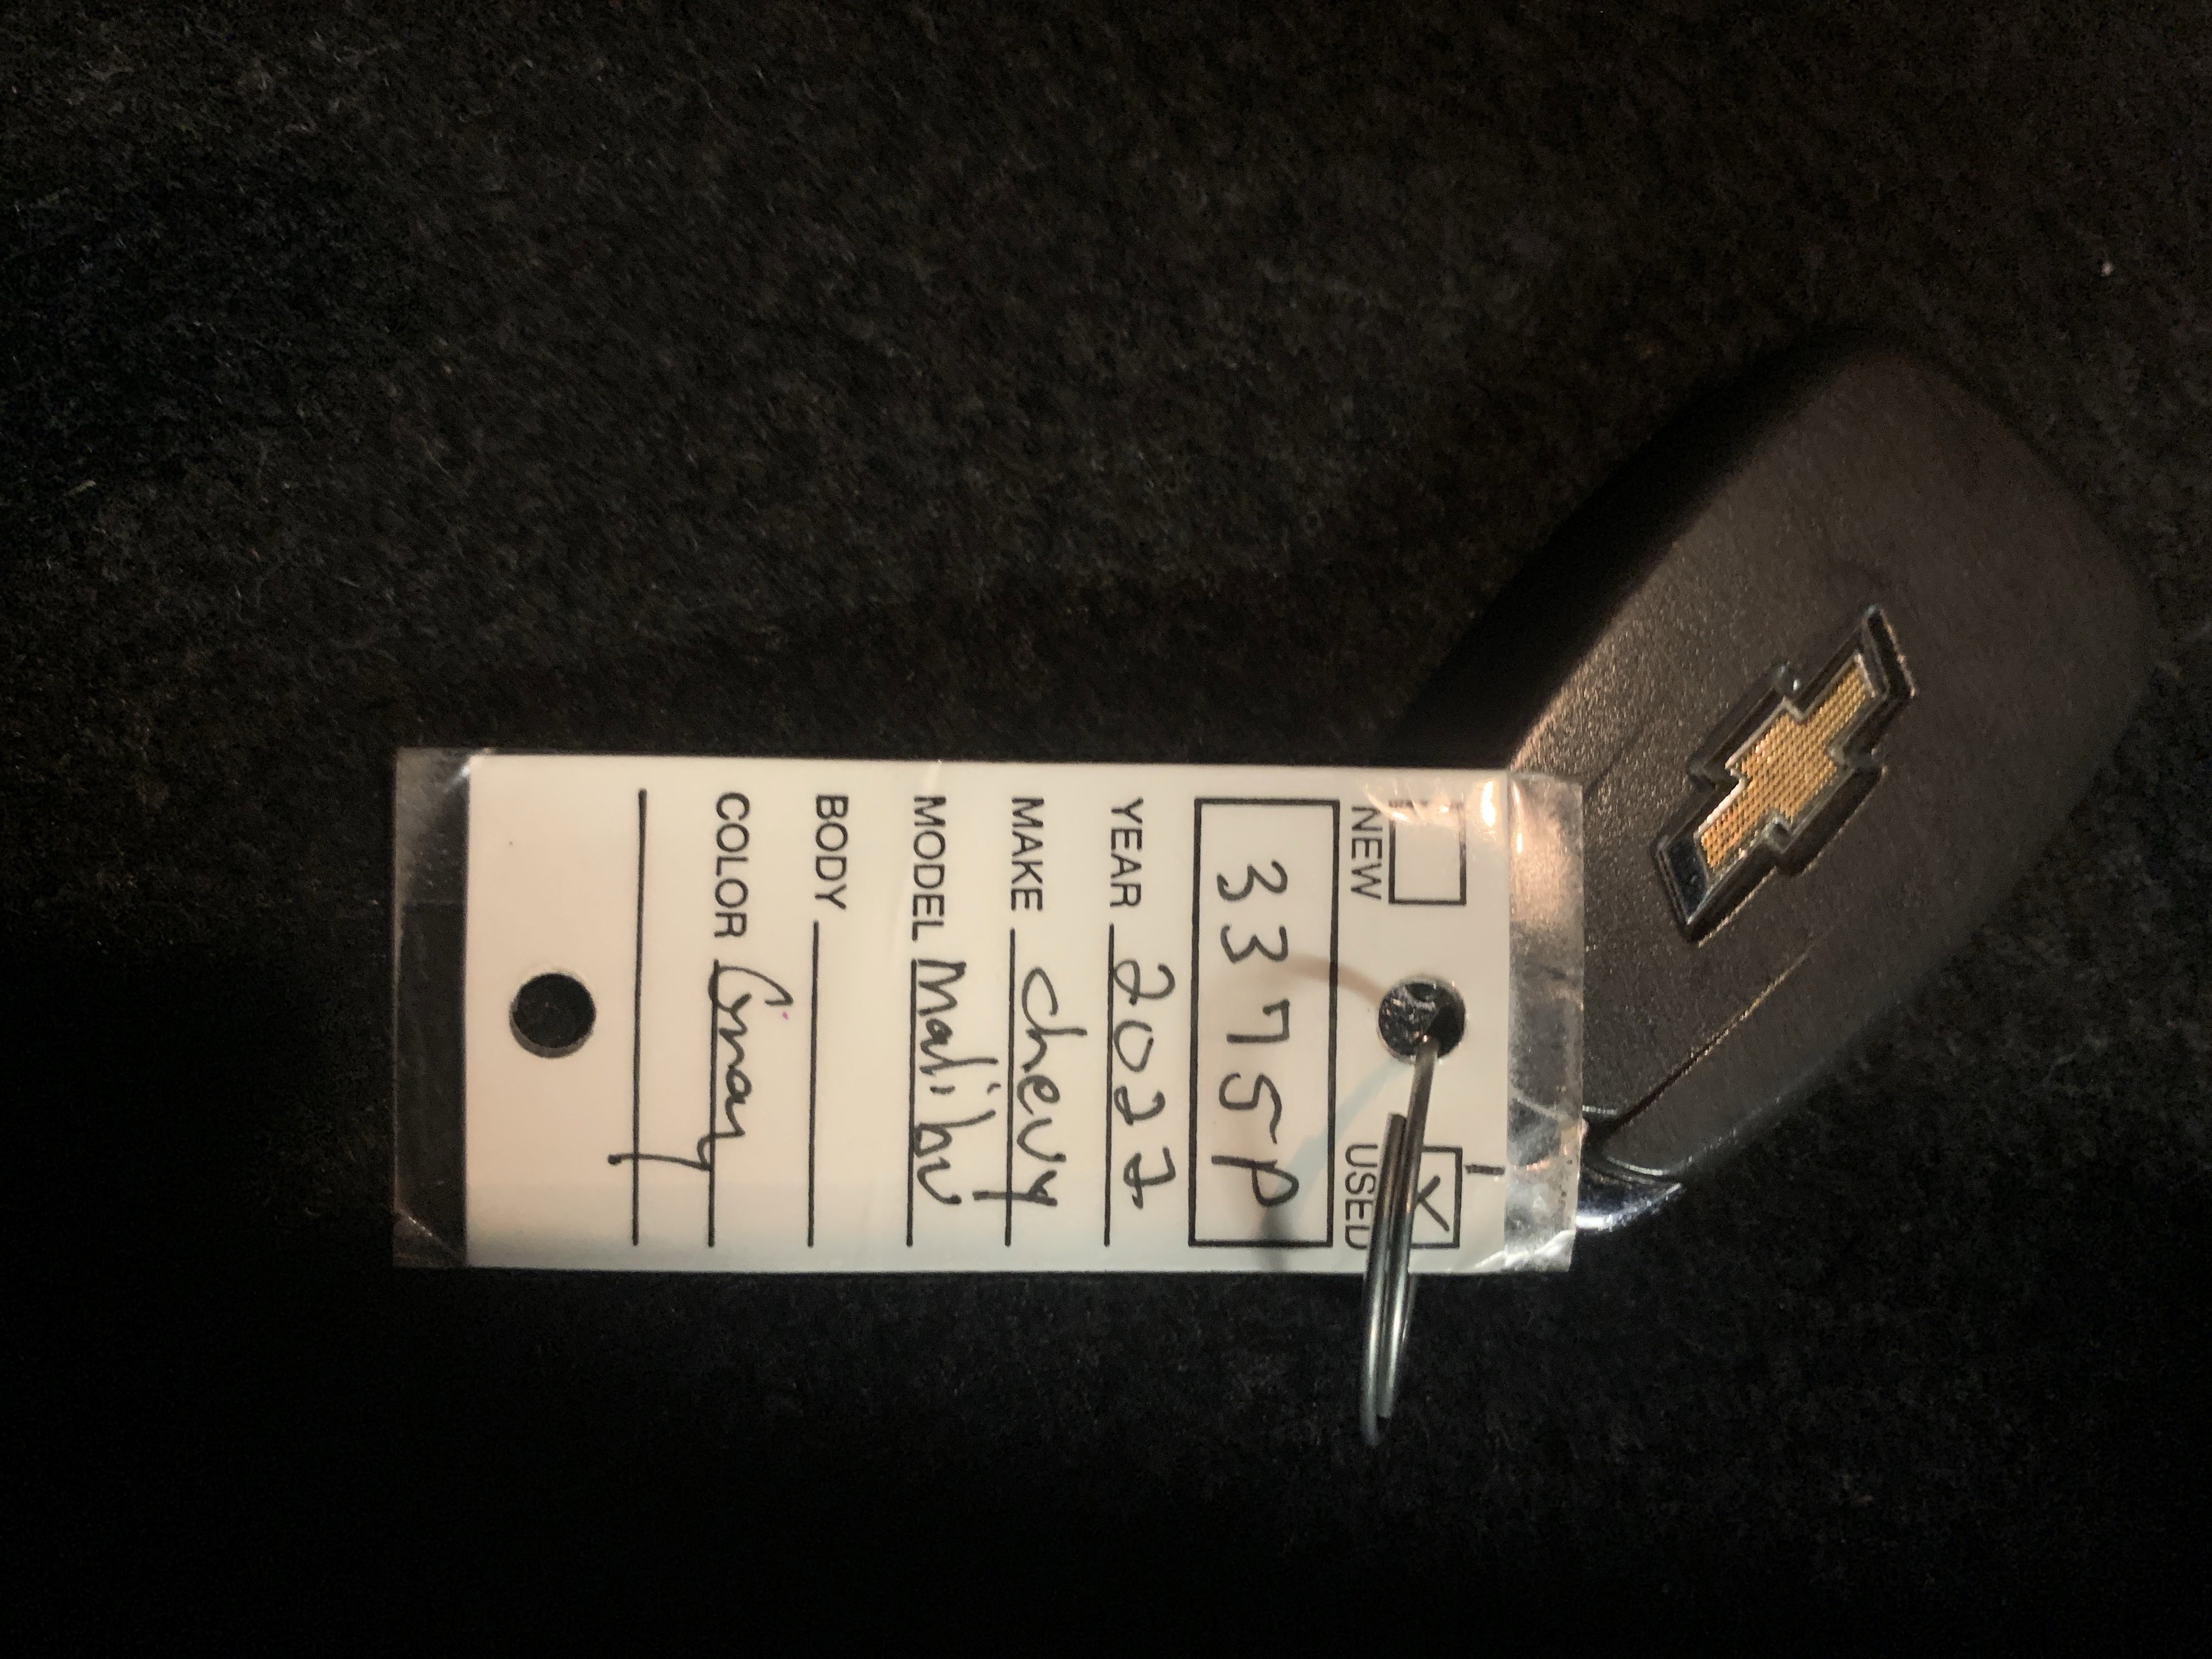 NEW USED
3375P
YEAR 2022
MAKE Chevy
MODEL Malibu
BODY
COLOR Gray